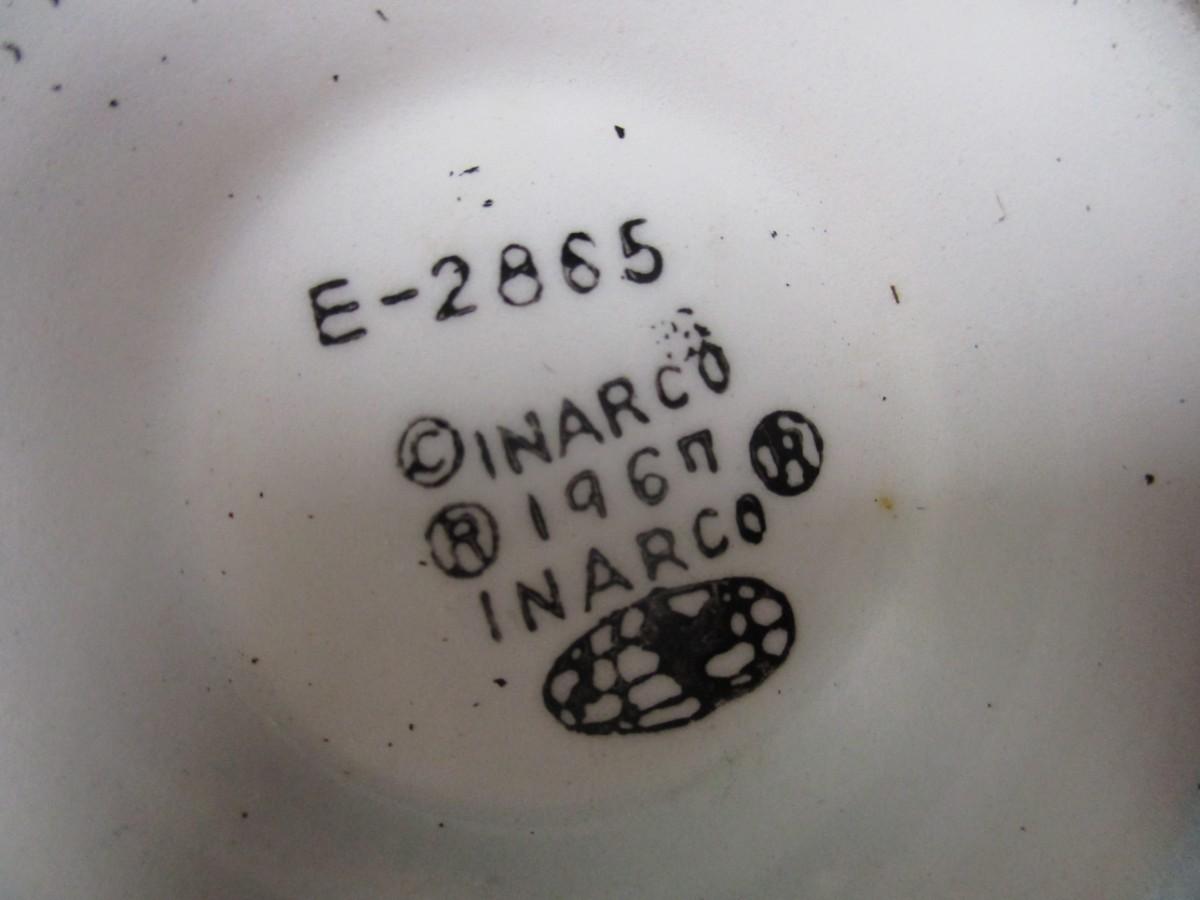 E-2865
© INARCO
® 1967 ®
INARCO